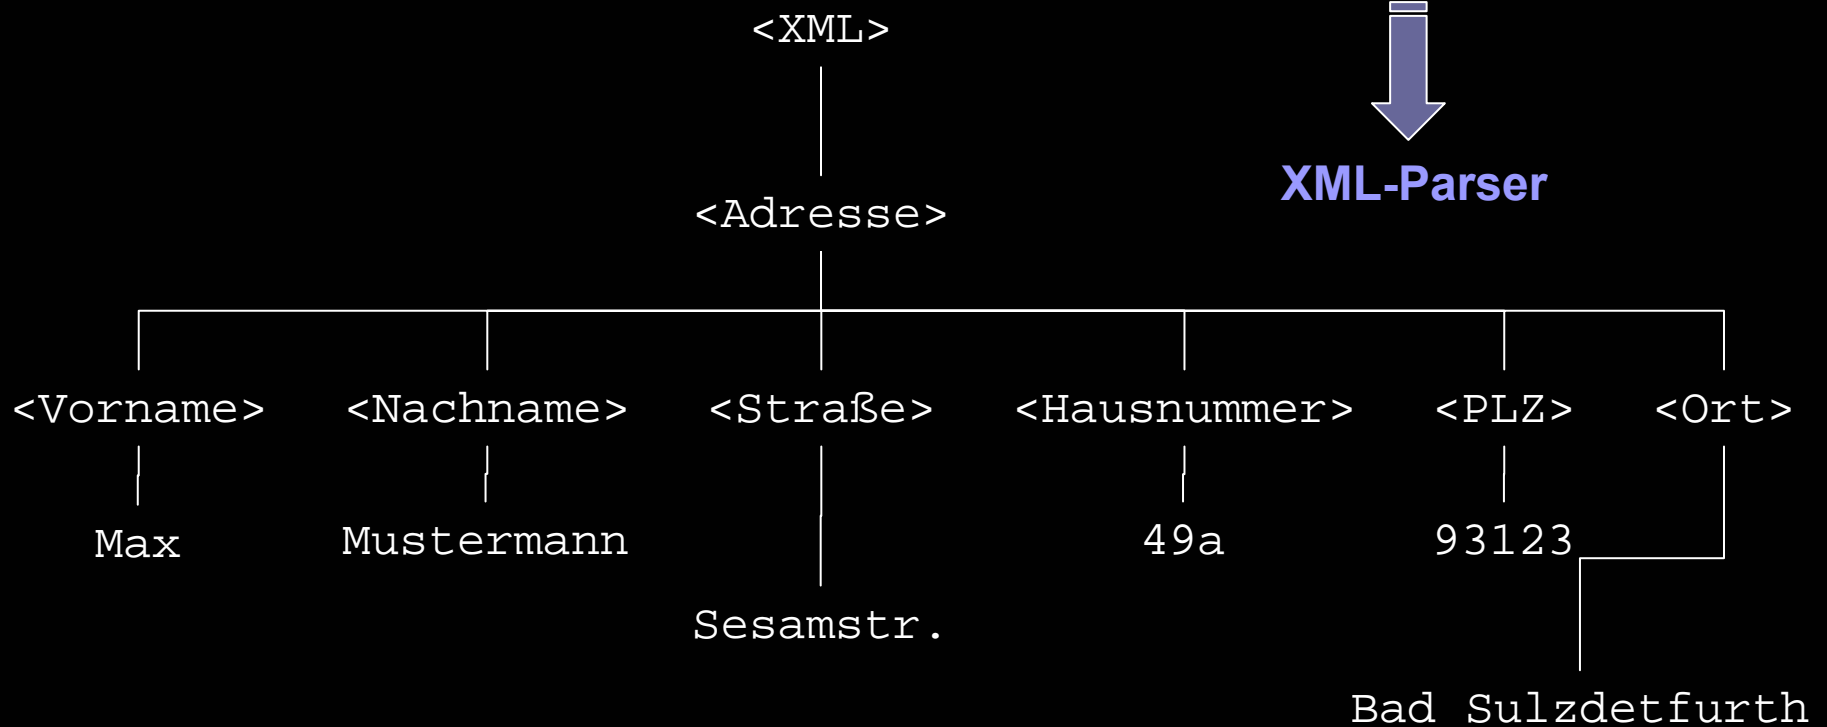 <XML>
XML-Parser
<Adresse>
<Vorname> <Nachname> <Straße> <Hausnummer> <PLZ> <Ort>
Max Mustermann 49a 93123
Sesamstr.
Bad Sulzdetfurth